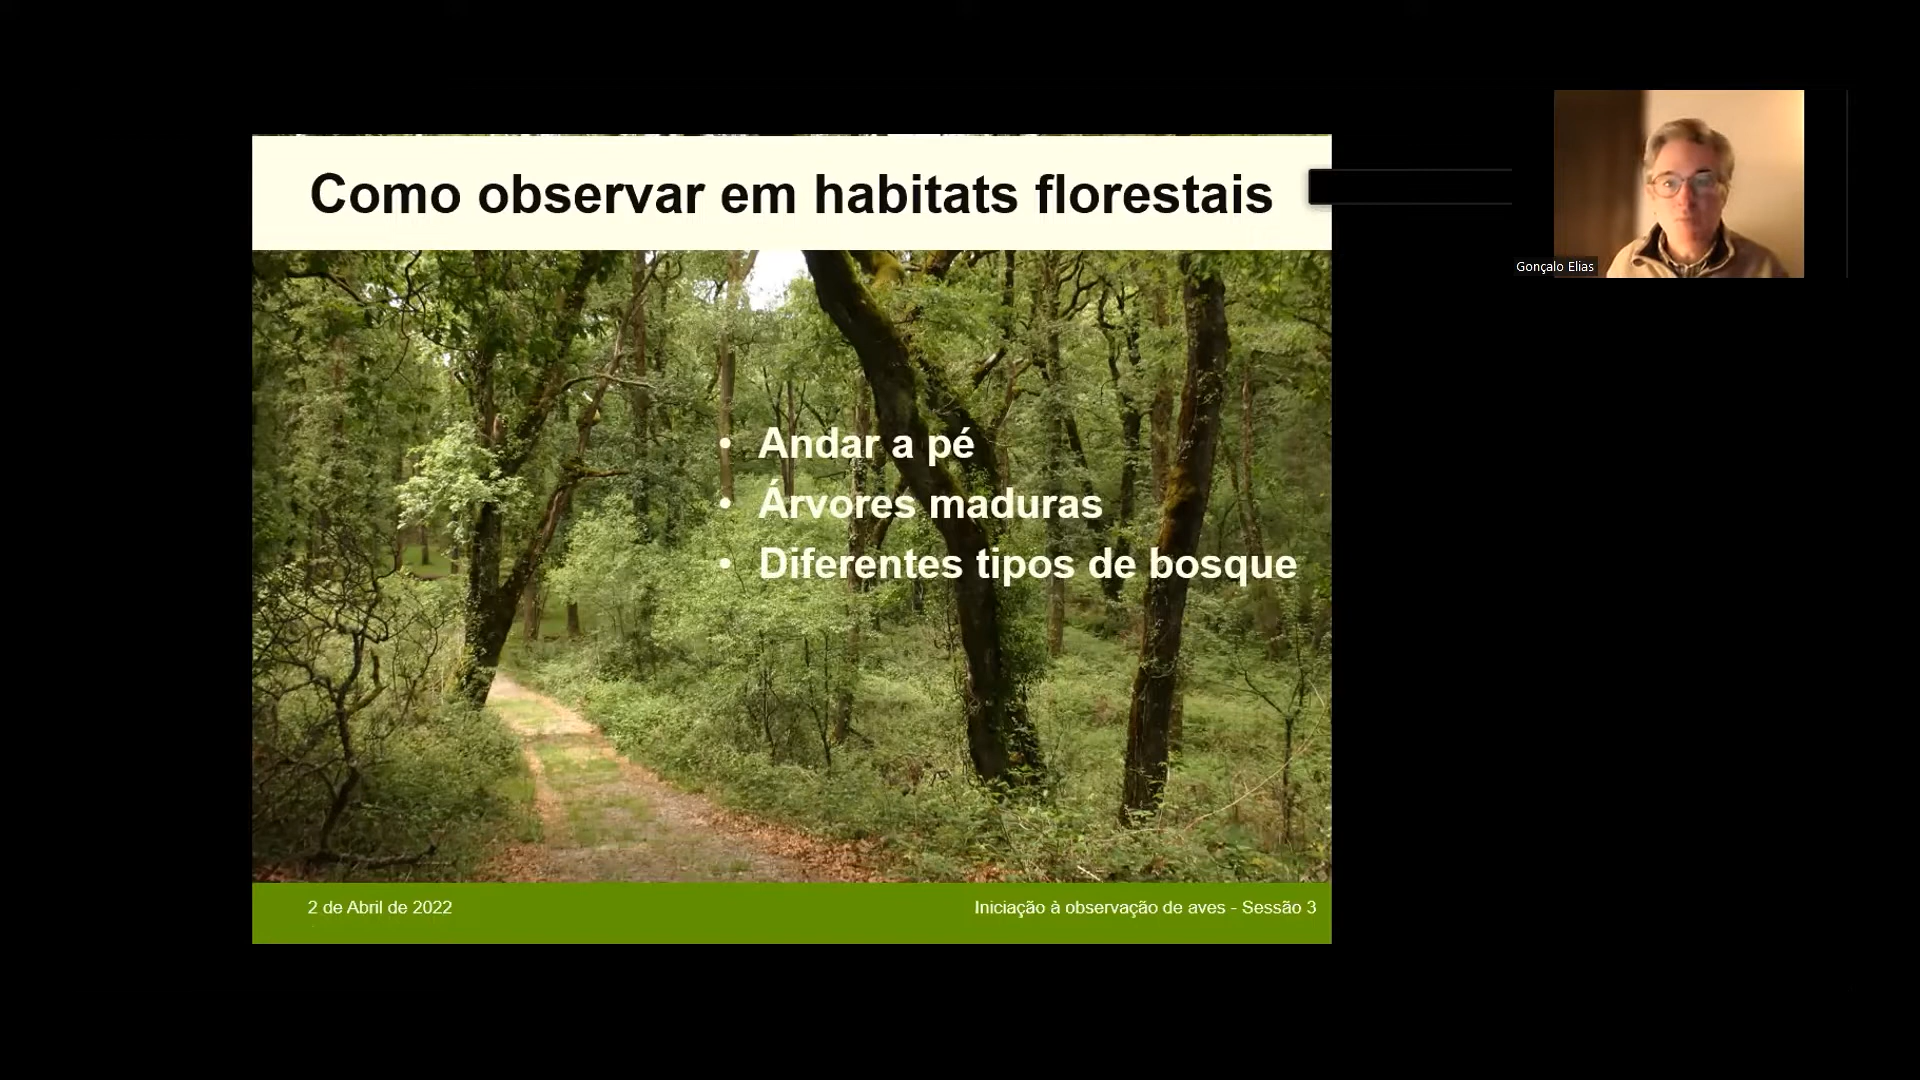 Como observar em habitats florestais
Gonçalo Elias
• Andar a pé
• Árvores maduras
• Diferentes tipos de bosque
2 de Abril de 2022
Iniciação à observação de aves - Sessão 3